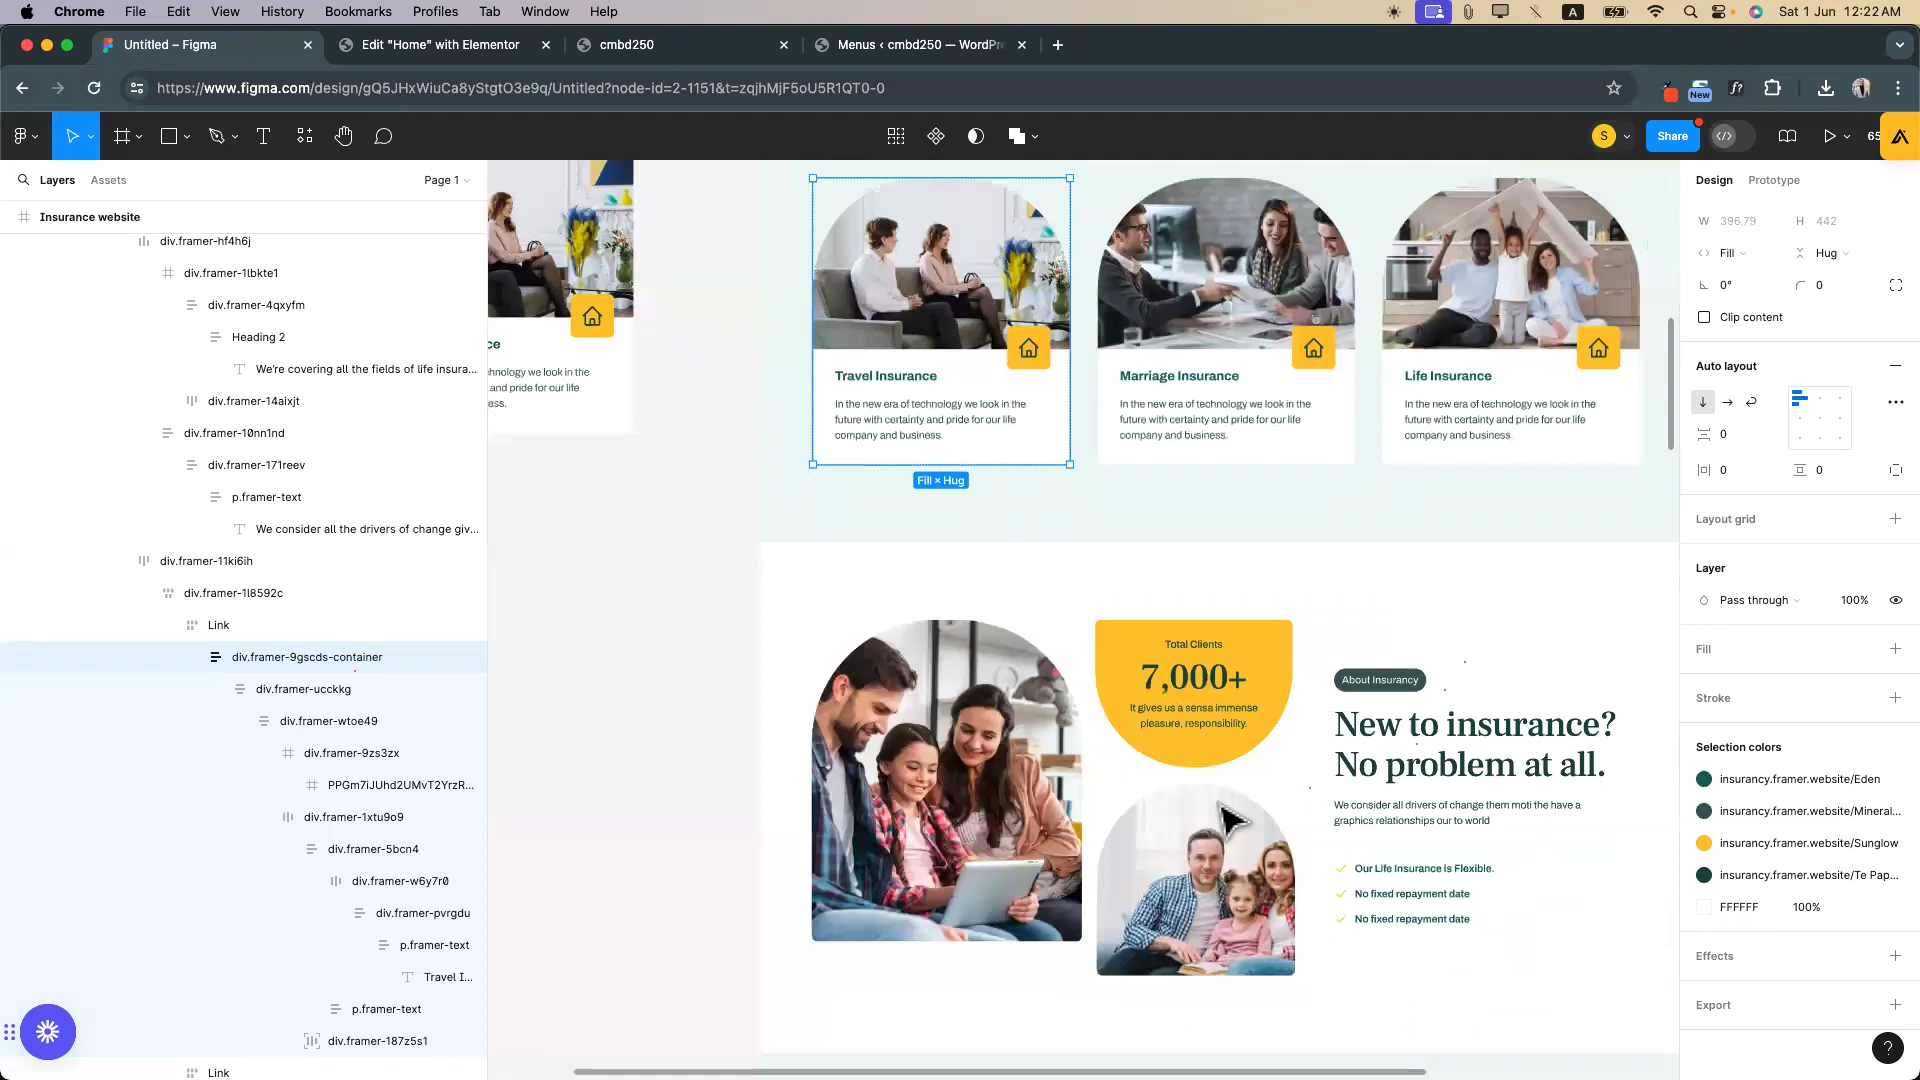 Chrome File Edit View History Bookmarks Profiles Tab Window Help
A
Sat 1 Jun 12:22 AM
Untitled – Figma
Edit "Home" with Elementor
cmbd250
Menus ‹ cmbd250 — WordPr
https://www.figma.com/design/gQ5JHxWiuCa8yStgtO3e9q/Untitled?node-id=2-1151&t=zqjhMjF5oU5R1QT0-0
New
f?
S
Share
65
Layers
Assets
Page 1
Insurance website
div.framer-hf4h6j
div.framer-1lbkte1
div.framer-4qxyfm
Heading 2
We're covering all the fields of life insura...
div.framer-14aixjt
div.framer-10nn1nd
div.framer-171reev
p.framer-text
We consider all the drivers of change giv...
div.framer-11ki6ih
div.framer-1l8592c
Link
div.framer-9gscds-container
div.framer-ucckkg
div.framer-wtoe49
div.framer-9zs3zx
PPGm7iJUhd2UMvT2YrzR...
div.framer-1xtu9o9
div.framer-5bcn4
div.framer-w6y7r0
div.framer-pvrgdu
p.framer-text
Travel I...
p.framer-text
div.framer-187z5s1
Link
ce
hnology we look in the
and pride for our life
ess.
Travel Insurance
In the new era of technology we look in the
future with certainty and pride for our life
company and business.
Fill × Hug
Marriage Insurance
In the new era of technology we look in the
future with certainty and pride for our life
company and business.
Life Insurance
In the new era of technology we look in the
future with certainty and pride for our life
company and business.
Total Clients
7,000+
It gives us a sensa immense
pleasure, responsibility.
About Insurancy
New to insurance?
No problem at all.
We consider all drivers of change them moti the have a
graphics relationships our to world
Our Life Insurance is Flexible.
No fixed repayment date
No fixed repayment date
Design
Prototype
W 396.79 H 442
Fill Hug
0° 0
Clip content
Auto layout
0
0 0
Layout grid
Layer
Pass through 100%
Fill
Stroke
Selection colors
insurancy.framer.website/Eden
insurancy.framer.website/Mineral...
insurancy.framer.website/Sunglow
insurancy.framer.website/Te Pap...
FFFFFF 100%
Effects
Export
?